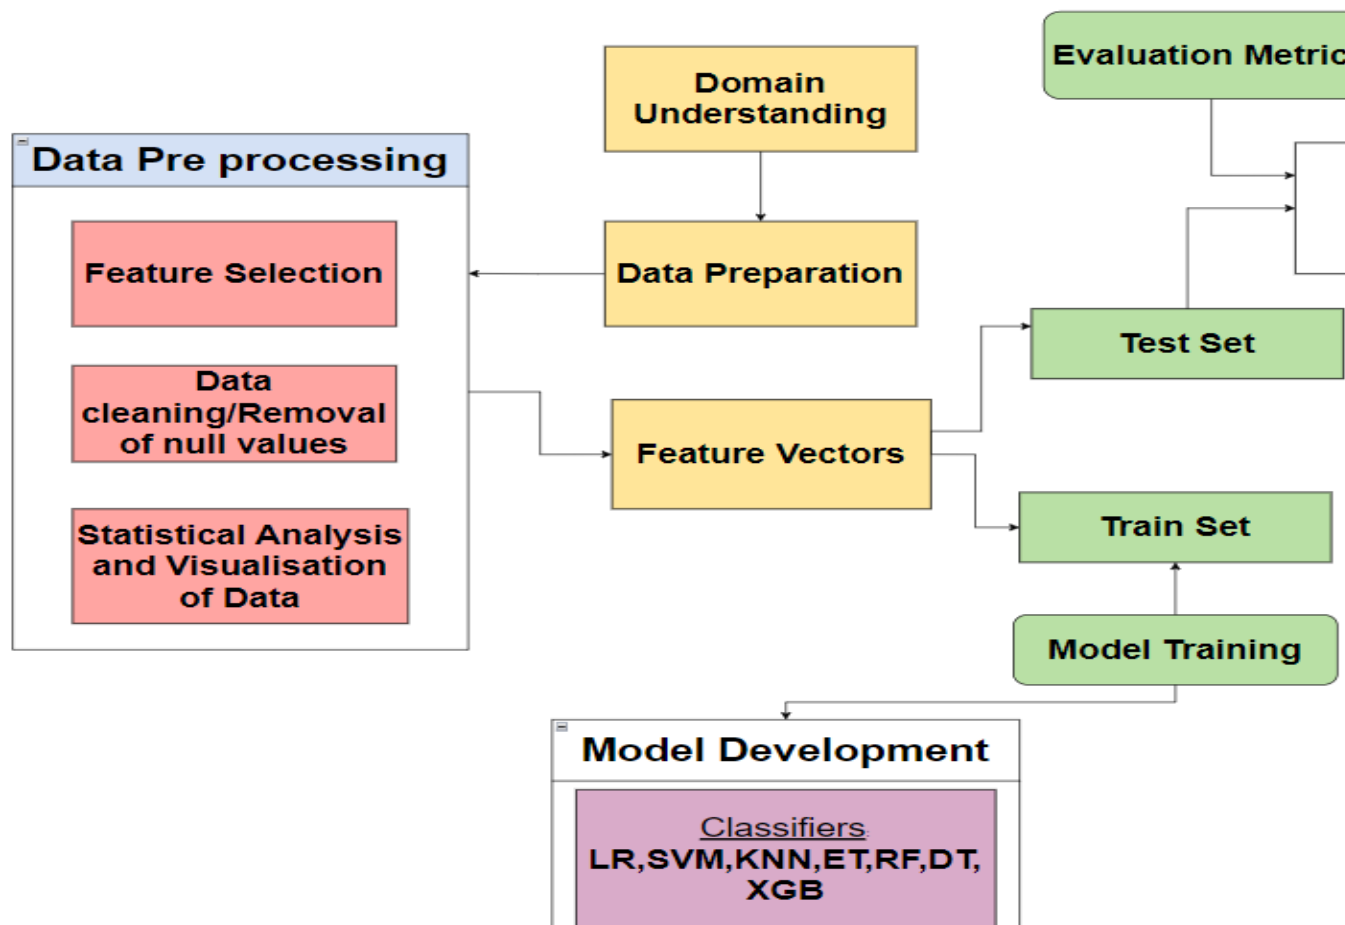 Domain
Understanding
Evaluation Metric
Data Pre processing
Feature Selection
Data Preparation
Data
cleaning/Removal
of null values
Feature Vectors
Test Set
Statistical Analysis
and Visualisation
of Data
Train Set
Model Training
Model Development
Classifiers:
LR,SVM,KNN,ET,RF,DT,
XGB